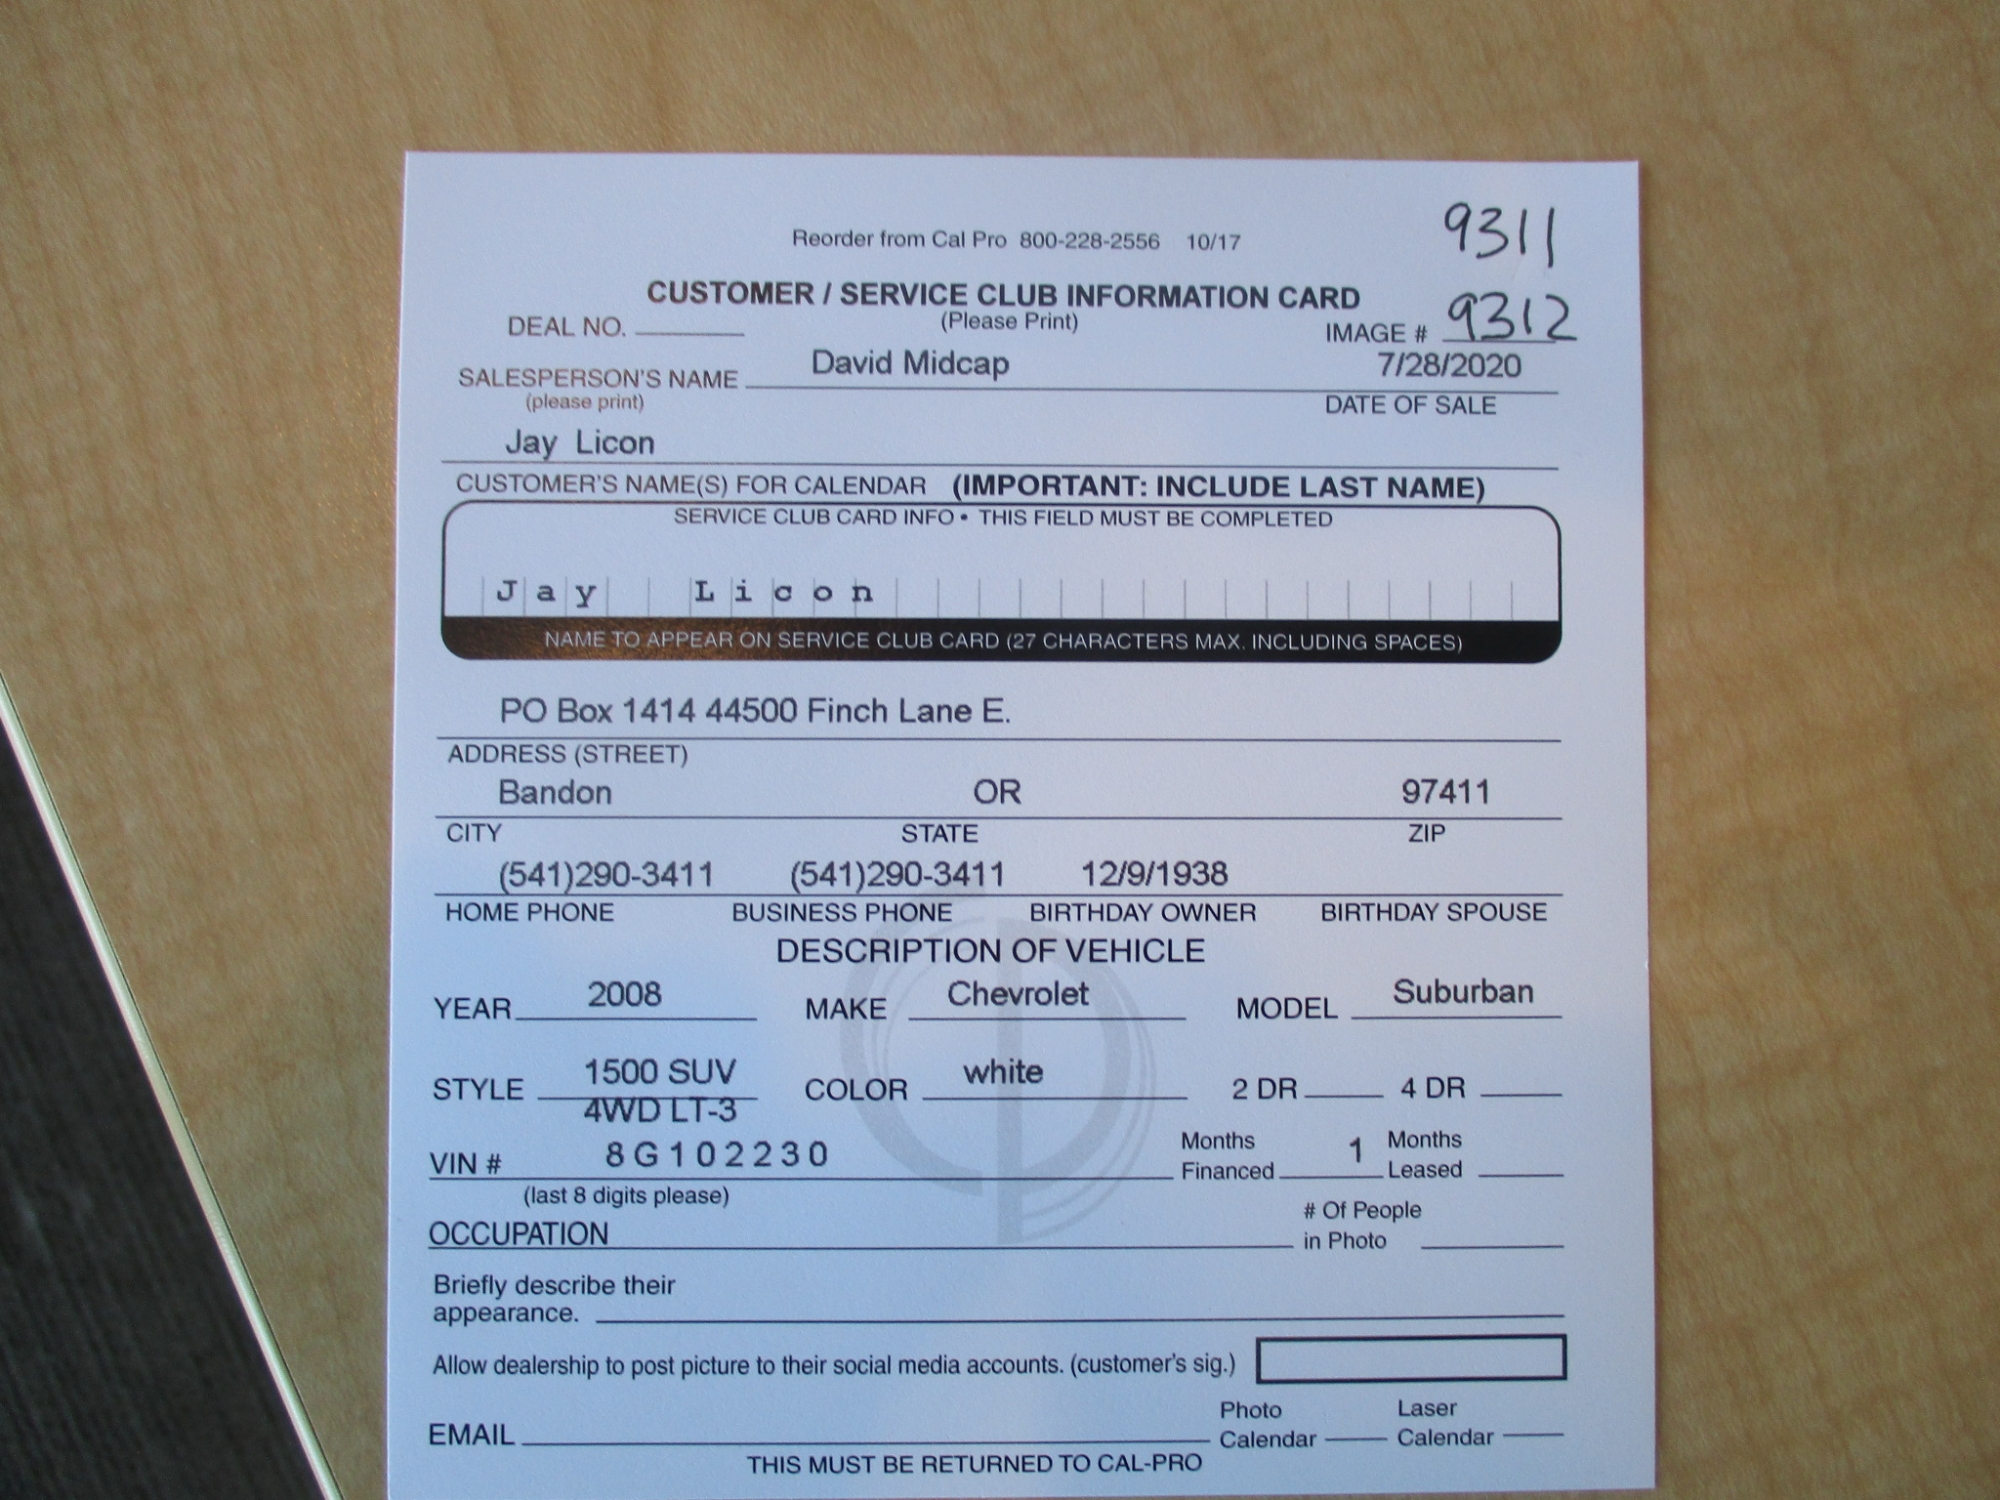 9311
Reorder from Cal Pro 800-228-2556 10/17
CUSTOMER / SERVICE CLUB INFORMATION CARD
DEAL NO. (Please Print) IMAGE # 9312
SALESPERSON'S NAME David Midcap 7/28/2020
(please print) DATE OF SALE
Jay Licon
CUSTOMER'S NAME(S) FOR CALENDAR (IMPORTANT: INCLUDE LAST NAME)
SERVICE CLUB CARD INFO • THIS FIELD MUST BE COMPLETED
Jay Licon
NAME TO APPEAR ON SERVICE CLUB CARD (27 CHARACTERS MAX. INCLUDING SPACES)
PO Box 1414 44500 Finch Lane E.
ADDRESS (STREET)
Bandon OR 97411
CITY STATE ZIP
(541)290-3411 (541)290-3411 12/9/1938
HOME PHONE BUSINESS PHONE BIRTHDAY OWNER BIRTHDAY SPOUSE
DESCRIPTION OF VEHICLE
YEAR 2008 MAKE Chevrolet MODEL Suburban
STYLE 1500 SUV COLOR white 2 DR 4 DR
4WD LT-3
VIN # 8G102230 Months Financed 1 Months Leased
(last 8 digits please)
OCCUPATION # Of People in Photo
Briefly describe their
appearance.
Allow dealership to post picture to their social media accounts. (customer's sig.)
EMAIL Photo Calendar Laser Calendar
THIS MUST BE RETURNED TO CAL-PRO